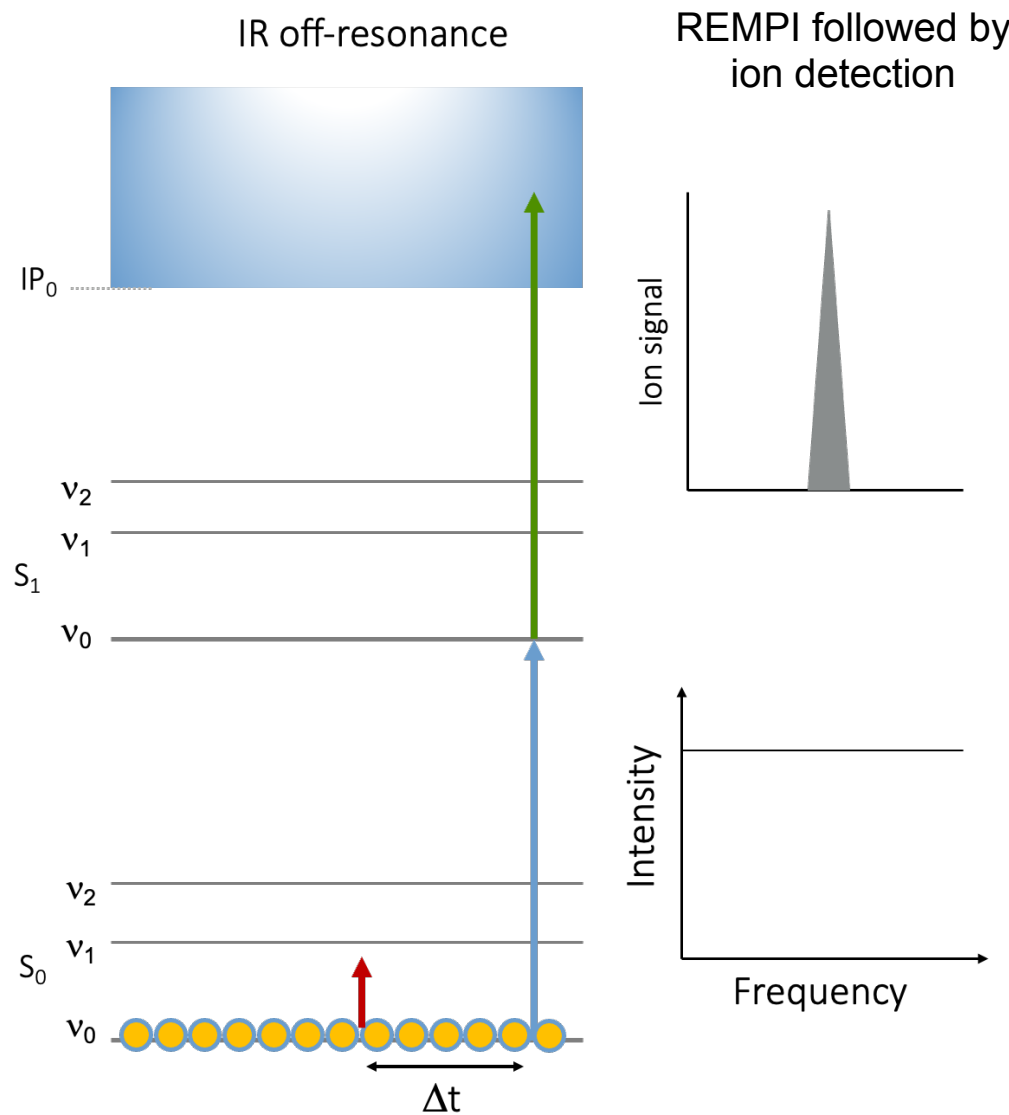 IR off-resonance
REMPI followed by
ion detection
IP₀
Ion signal
ν₂
ν₁
S₁
ν₀
Intensity
Frequency
ν₂
ν₁
S₀
ν₀
Δt